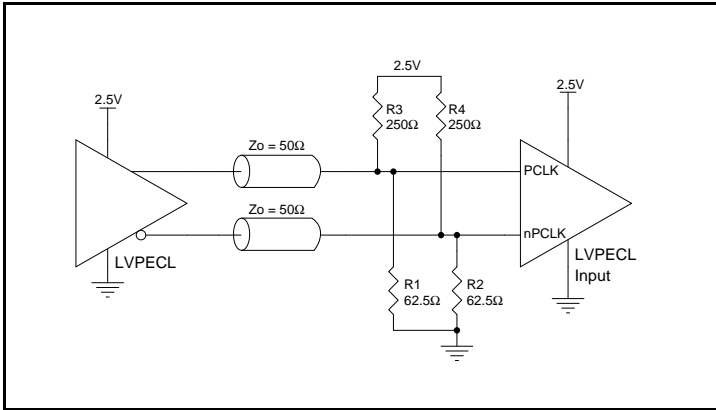 2.5V
2.5V
2.5V
R3
250Ω
R4
250Ω
Zo = 50Ω
PCLK
Zo = 50Ω
nPCLK
LVPECL
LVPECL
Input
R1
62.5Ω
R2
62.5Ω